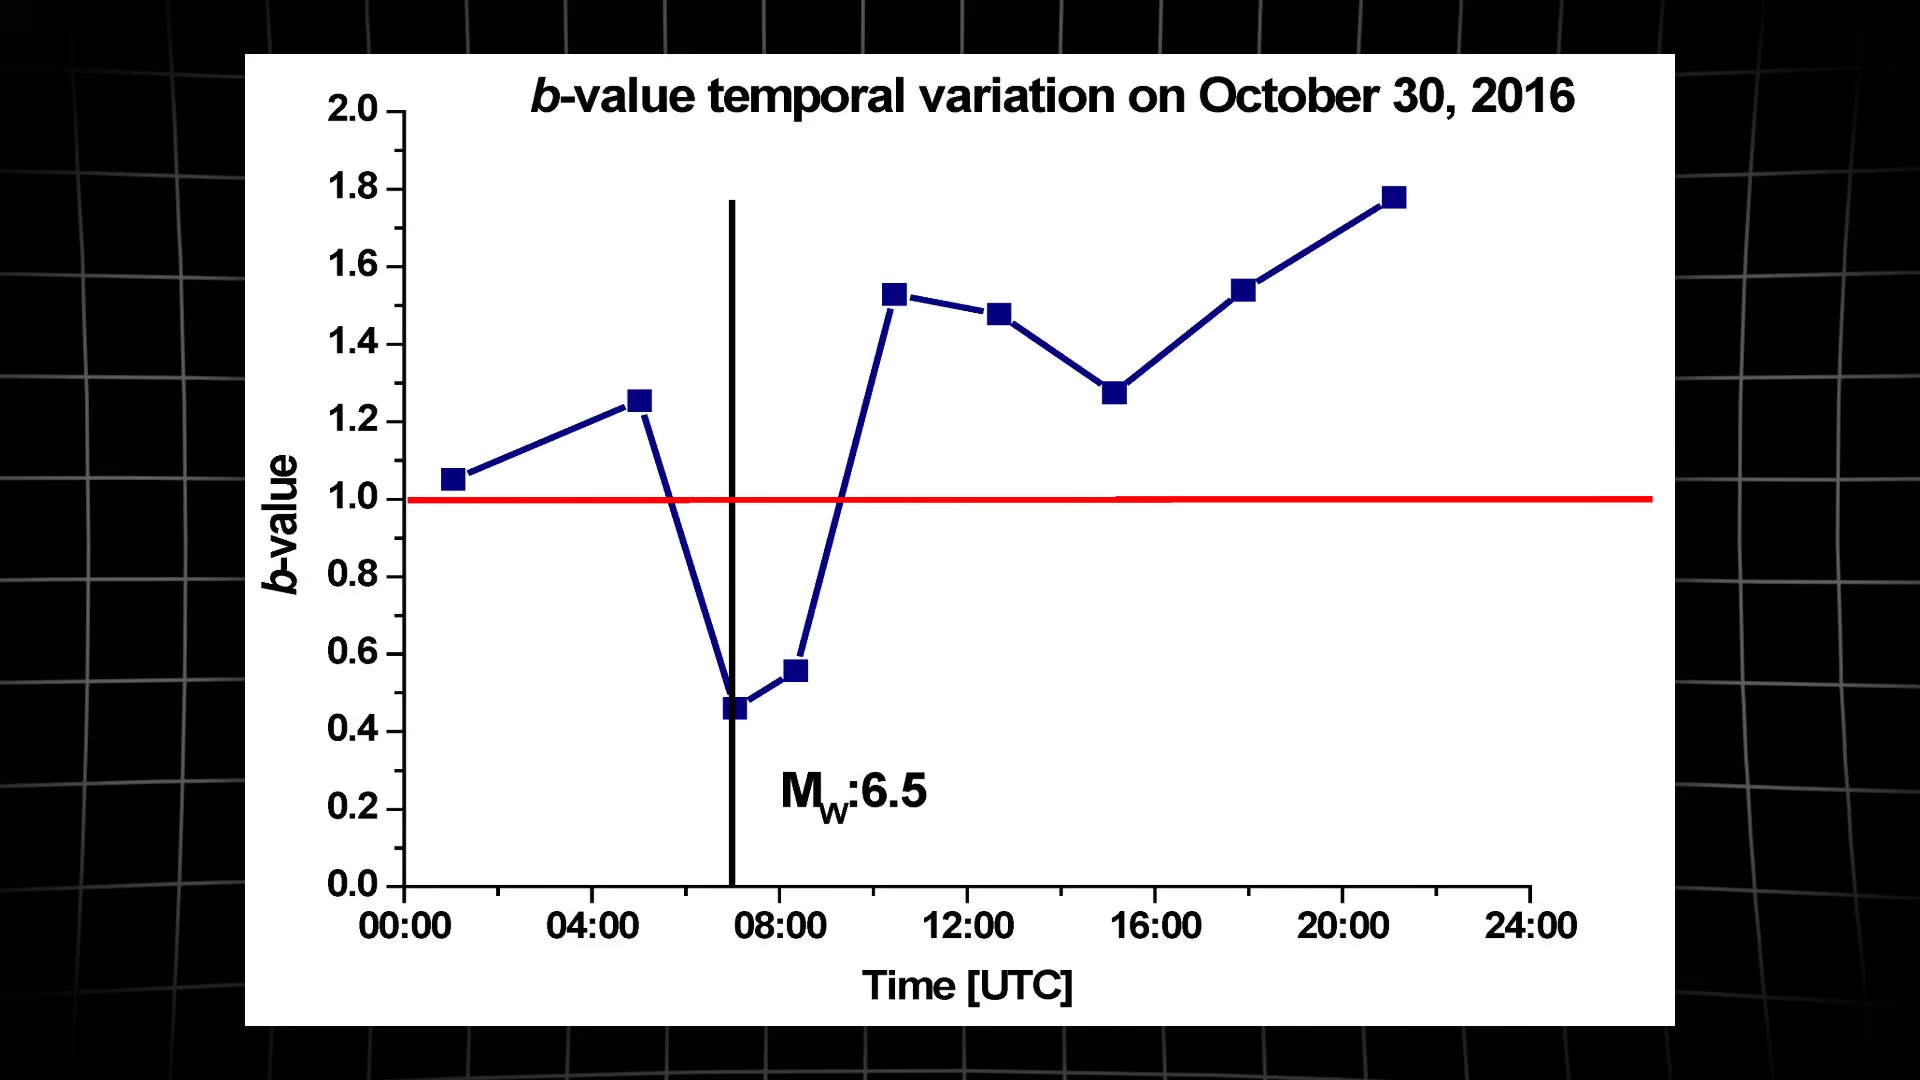 b-value temporal variation on October 30, 2016
2.0
1.8
1.6
1.4
1.2
1.0
0.8
0.6
0.4
0.2
0.0
b-value
Mw:6.5
00:00 04:00 08:00 12:00 16:00 20:00 24:00
Time [UTC]